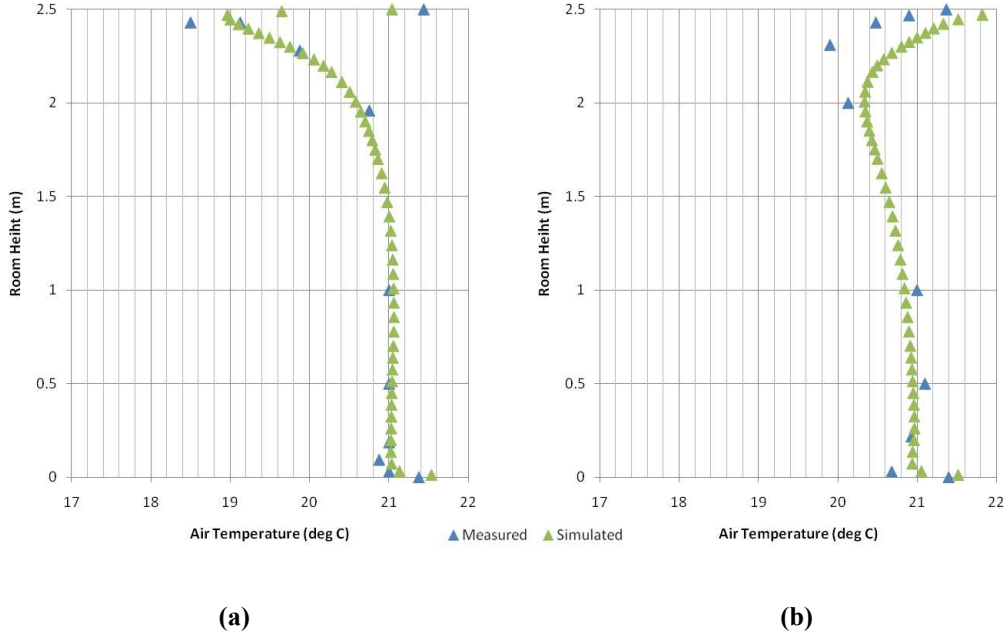 2.5
2
1.5
1
0.5
0
Room Heiht (m)
17 18 19 20 21 22
Air Temperature (deg C)
2.5
2
1.5
1
0.5
0
Room Heiht (m)
17 18 19 20 21 22
Air Temperature (deg C)
Measured Simulated
(a)
(b)